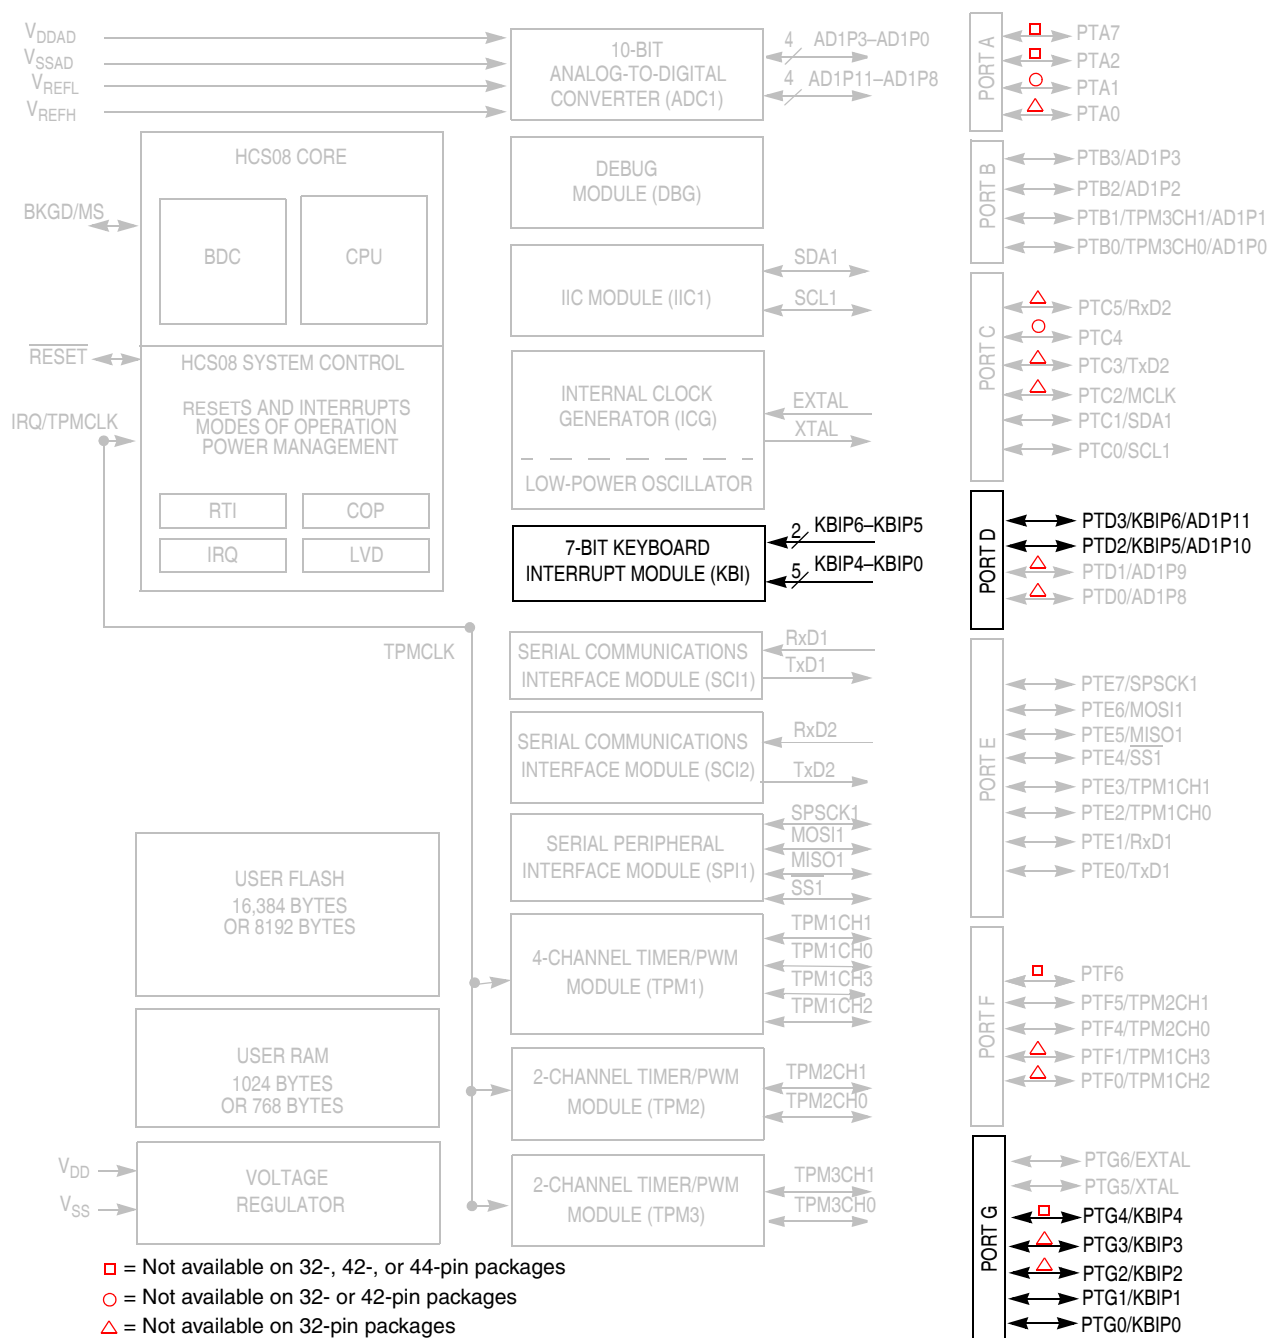 VDDAD
VSSAD
VREFL
VREFH
10-BIT
ANALOG-TO-DIGITAL
CONVERTER (ADC1)
4 AD1P3–AD1P0
4 AD1P11–AD1P8
PORT A
PTA7
PTA2
PTA1
PTA0
HCS08 CORE
BDC
CPU
BKGD/MS
DEBUG
MODULE (DBG)
PORT B
PTB3/AD1P3
PTB2/AD1P2
PTB1/TPM3CH1/AD1P1
PTB0/TPM3CH0/AD1P0
IIC MODULE (IIC1)
SDA1
SCL1
PORT C
PTC5/RxD2
PTC4
PTC3/TxD2
PTC2/MCLK
PTC1/SDA1
PTC0/SCL1
RESET
IRQ/TPMCLK
HCS08 SYSTEM CONTROL
RESETS AND INTERRUPTS
MODES OF OPERATION
POWER MANAGEMENT
RTI
COP
IRQ
LVD
INTERNAL CLOCK
GENERATOR (ICG)
LOW-POWER OSCILLATOR
EXTAL
XTAL
7-BIT KEYBOARD
INTERRUPT MODULE (KBI)
2 KBIP6–KBIP5
5 KBIP4–KBIP0
PORT D
PTD3/KBIP6/AD1P11
PTD2/KBIP5/AD1P10
PTD1/AD1P9
PTD0/AD1P8
TPMCLK
SERIAL COMMUNICATIONS
INTERFACE MODULE (SCI1)
RxD1
TxD1
SERIAL COMMUNICATIONS
INTERFACE MODULE (SCI2)
RxD2
TxD2
PORT E
PTE7/SPSCK1
PTE6/MOSI1
PTE5/MISO1
PTE4/SS1
PTE3/TPM1CH1
PTE2/TPM1CH0
PTE1/RxD1
PTE0/TxD1
SERIAL PERIPHERAL
INTERFACE MODULE (SPI1)
SPSCK1
MOSI1
MISO1
SS1
USER FLASH
16,384 BYTES
OR 8192 BYTES
4-CHANNEL TIMER/PWM
MODULE (TPM1)
TPM1CH1
TPM1CH0
TPM1CH3
TPM1CH2
PORT F
PTF6
PTF5/TPM2CH1
PTF4/TPM2CH0
PTF1/TPM1CH3
PTF0/TPM1CH2
USER RAM
1024 BYTES
OR 768 BYTES
2-CHANNEL TIMER/PWM
MODULE (TPM2)
TPM2CH1
TPM2CH0
VDD
VSS
VOLTAGE
REGULATOR
2-CHANNEL TIMER/PWM
MODULE (TPM3)
TPM3CH1
TPM3CH0
PORT G
PTG6/EXTAL
PTG5/XTAL
PTG4/KBIP4
PTG3/KBIP3
PTG2/KBIP2
PTG1/KBIP1
PTG0/KBIP0
= Not available on 32-, 42-, or 44-pin packages
= Not available on 32- or 42-pin packages
= Not available on 32-pin packages